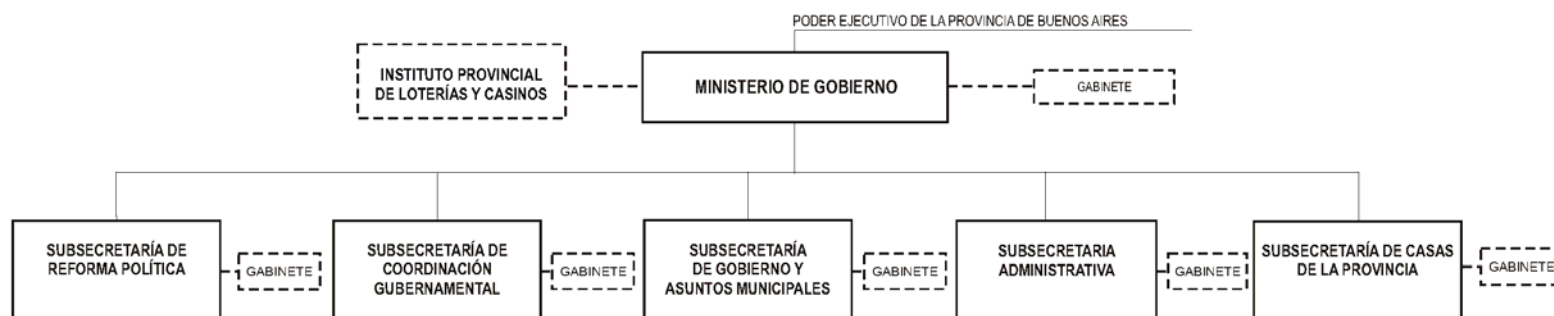 PODER EJECUTIVO DE LA PROVINCIA DE BUENOS AIRES
INSTITUTO PROVINCIAL
DE LOTERÍAS Y CASINOS
MINISTERIO DE GOBIERNO
GABINETE
SUBSECRETARÍA DE
REFORMA POLÍTICA
GABINETE
SUBSECRETARÍA DE
COORDINACIÓN
GUBERNAMENTAL
GABINETE
SUBSECRETARÍA
DE GOBIERNO Y
ASUNTOS MUNICIPALES
GABINETE
SUBSECRETARIA
ADMINISTRATIVA
GABINETE
SUBSECRETARÍA DE CASAS
DE LA PROVINCIA
GABINETE